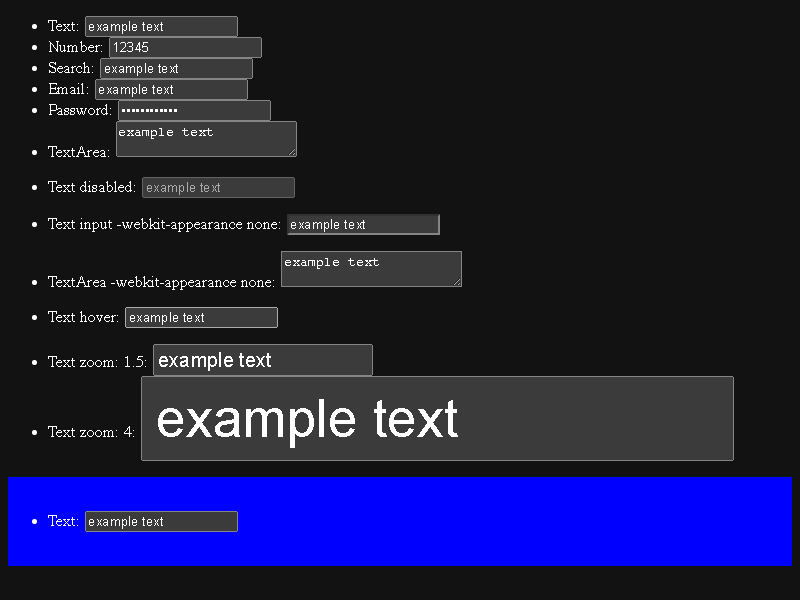 Text: example text
Number: 12345
Search: example text
Email: example text
Password: ••••••••••••
TextArea: example text
Text disabled: example text
Text input -webkit-appearance none: example text
TextArea -webkit-appearance none: example text
Text hover: example text
Text zoom: 1.5: example text
Text zoom: 4: example text
Text: example text